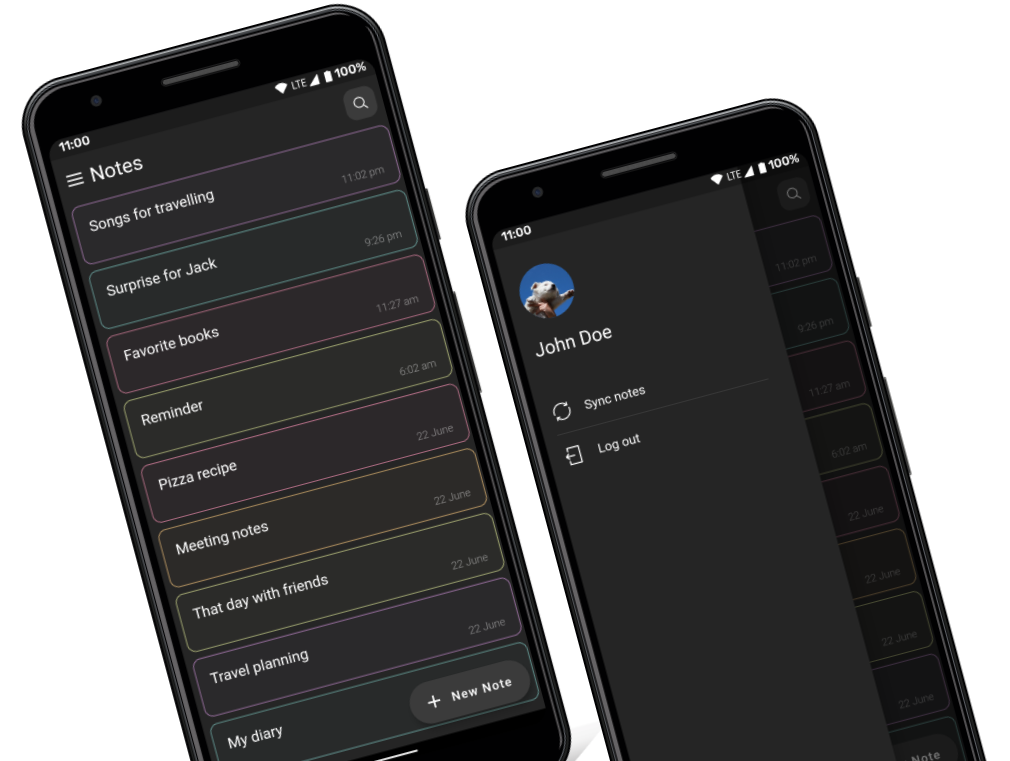 11:00
LTE 100%
Notes
Songs for travelling
11:02 pm
Surprise for Jack
9:26 pm
Favorite books
11:27 am
Reminder
6:02 am
Pizza recipe
22 June
Meeting notes
22 June
That day with friends
22 June
Travel planning
22 June
My diary
New Note
11:00
LTE 100%
John Doe
Sync notes
Log out
11:02 pm
9:26 pm
11:27 am
6:02 am
22 June
22 June
22 June
22 June
Note